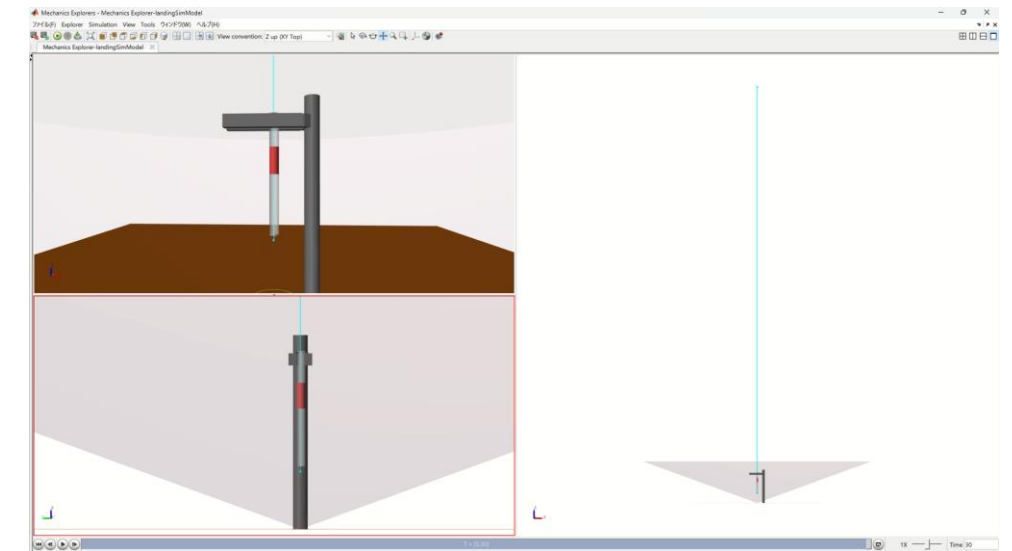 Mechanics Explorers - Mechanics Explorer-landingSimModel
ファイル(F) Explorer Simulation View Tools ウィンドウ(W) ヘルプ(H)
View convention: Z up (XY Top)
Mechanics Explorer-landingSimModel
1X Time: 30